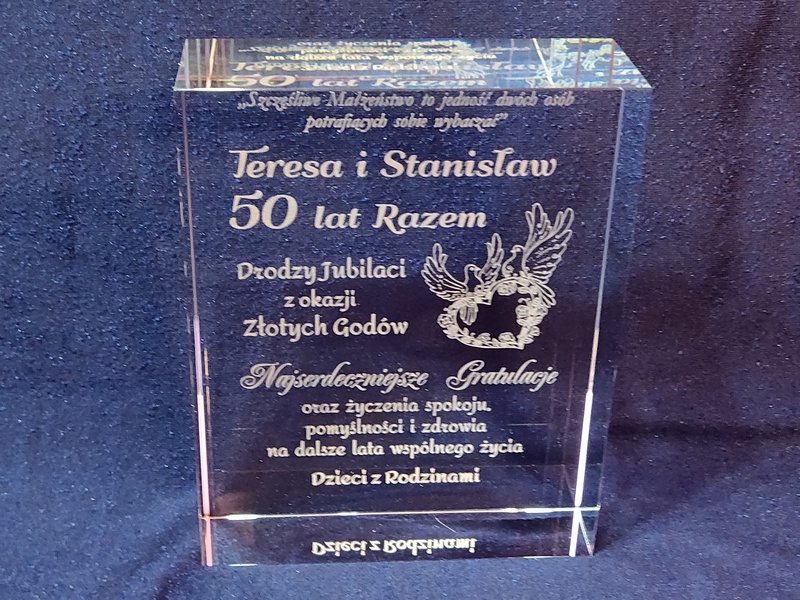 „Szczęśliwe Małżeństwo to jedność dwóch osób
potrafiących sobie wybaczać”
Teresa i Stanisław
50 lat Razem
Drodzy Jubilaci
z okazji
Złotych Godów
Najserdeczniejsze Gratulacje
oraz życzenia spokoju,
pomyślności i zdrowia
na dalsze lata wspólnego życia
Dzieci z Rodzinami